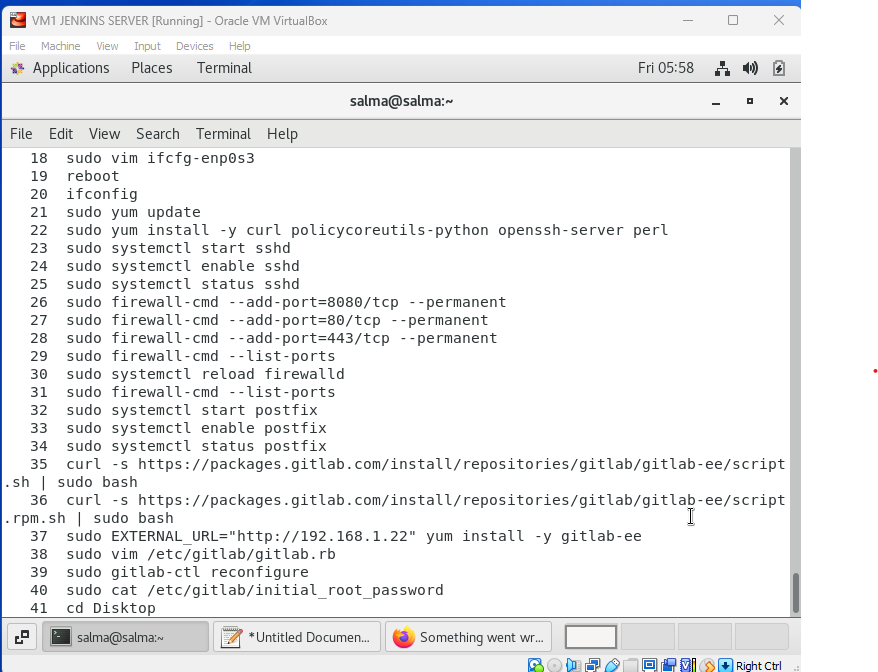 VM1 JENKINS SERVER [Running] - Oracle VM VirtualBox
File Machine View Input Devices Help
Applications Places Terminal Fri 05:58
salma@salma:~
File Edit View Search Terminal Help
18 sudo vim ifcfg-enp0s3
19 reboot
20 ifconfig
21 sudo yum update
22 sudo yum install -y curl policycoreutils-python openssh-server perl
23 sudo systemctl start sshd
24 sudo systemctl enable sshd
25 sudo systemctl status sshd
26 sudo firewall-cmd --add-port=8080/tcp --permanent
27 sudo firewall-cmd --add-port=80/tcp --permanent
28 sudo firewall-cmd --add-port=443/tcp --permanent
29 sudo firewall-cmd --list-ports
30 sudo systemctl reload firewalld
31 sudo firewall-cmd --list-ports
32 sudo systemctl start postfix
33 sudo systemctl enable postfix
34 sudo systemctl status postfix
35 curl -s https://packages.gitlab.com/install/repositories/gitlab/gitlab-ee/script
.sh | sudo bash
36 curl -s https://packages.gitlab.com/install/repositories/gitlab/gitlab-ee/script
.rpm.sh | sudo bash
37 sudo EXTERNAL_URL="http://192.168.1.22" yum install -y gitlab-ee
38 sudo vim /etc/gitlab/gitlab.rb
39 sudo gitlab-ctl reconfigure
40 sudo cat /etc/gitlab/initial_root_password
41 cd Disktop
salma@salma:~ *Untitled Documen... Something went wr...
Right Ctrl